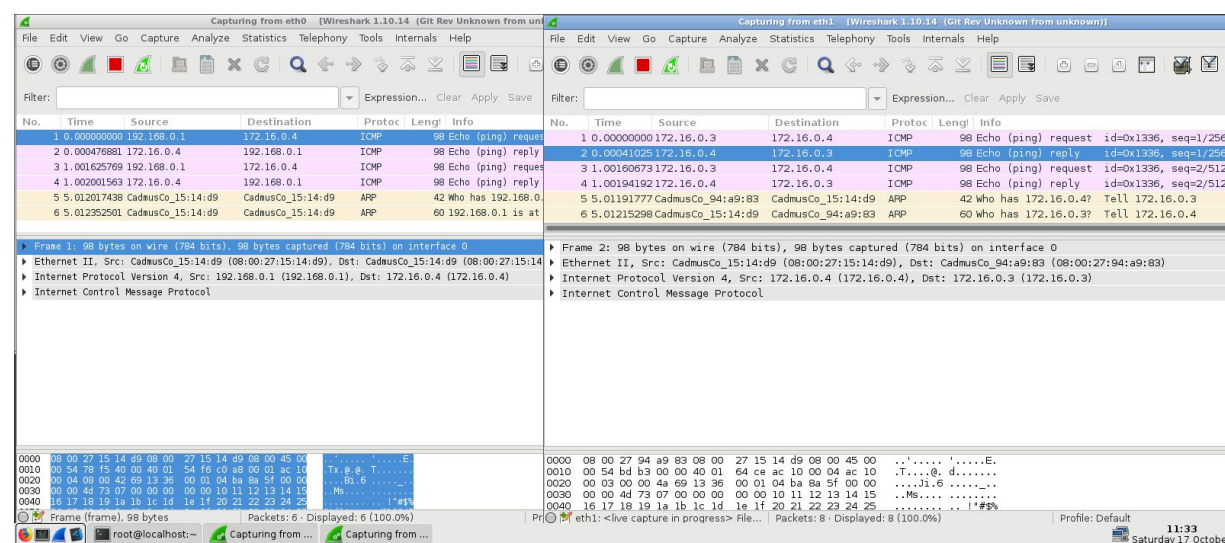 Capturing from eth0 [Wireshark 1.10.14 (Git Rev Unknown from unl
File Edit View Go Capture Analyze Statistics Telephony Tools Internals Help
Filter: Expression... Clear Apply Save
No. Time Source Destination Protoc Lengt Info
1 0.000000000 192.168.0.1 172.16.0.4 ICMP 98 Echo (ping) reques
2 0.000476881 172.16.0.4 192.168.0.1 ICMP 98 Echo (ping) reply
3 1.001625769 192.168.0.1 172.16.0.4 ICMP 98 Echo (ping) reques
4 1.002001563 172.16.0.4 192.168.0.1 ICMP 98 Echo (ping) reply
5 5.012017438 CadmusCo_15:14:d9 CadmusCo_15:14:d9 ARP 42 Who has 192.168.0.
6 5.012352501 CadmusCo_15:14:d9 CadmusCo_15:14:d9 ARP 60 192.168.0.1 is at
Frame 1: 98 bytes on wire (784 bits), 98 bytes captured (784 bits) on interface 0
Ethernet II, Src: CadmusCo_15:14:d9 (08:00:27:15:14:d9), Dst: CadmusCo_15:14:d9 (08:00:27:15:14
Internet Protocol Version 4, Src: 192.168.0.1 (192.168.0.1), Dst: 172.16.0.4 (172.16.0.4)
Internet Control Message Protocol
0000 08 00 27 15 14 d9 08 00 27 15 14 d9 08 00 45 00 ..'..... '.....E.
0010 00 54 78 f5 40 00 40 01 54 f6 c0 a8 00 01 ac 10 .Tx.@.@. T.......
0020 00 04 08 00 42 69 13 36 00 01 04 ba 8a 5f 00 00 ....Bi.6 ....._..
0030 00 00 4d 73 07 00 00 00 00 00 10 11 12 13 14 15 ..Ms.... ........
0040 16 17 18 19 1a 1b 1c 1d 1e 1f 20 21 22 23 24 25 ........ .. !"#$%
Frame (frame), 98 bytes Packets: 6 · Displayed: 6 (100.0%) Pr
Capturing from eth1 [Wireshark 1.10.14 (Git Rev Unknown from unknown)]
File Edit View Go Capture Analyze Statistics Telephony Tools Internals Help
Filter: Expression... Clear Apply Save
No. Time Source Destination Protoc Lengt Info
1 0.00000000 172.16.0.3 172.16.0.4 ICMP 98 Echo (ping) request id=0x1336, seq=1/256
2 0.00041025 172.16.0.4 172.16.0.3 ICMP 98 Echo (ping) reply id=0x1336, seq=1/256
3 1.00160673 172.16.0.3 172.16.0.4 ICMP 98 Echo (ping) request id=0x1336, seq=2/512
4 1.00194192 172.16.0.4 172.16.0.3 ICMP 98 Echo (ping) reply id=0x1336, seq=2/512
5 5.01191777 CadmusCo_94:a9:83 CadmusCo_15:14:d9 ARP 42 Who has 172.16.0.4? Tell 172.16.0.3
6 5.01215298 CadmusCo_15:14:d9 CadmusCo_94:a9:83 ARP 60 Who has 172.16.0.3? Tell 172.16.0.4
Frame 2: 98 bytes on wire (784 bits), 98 bytes captured (784 bits) on interface 0
Ethernet II, Src: CadmusCo_15:14:d9 (08:00:27:15:14:d9), Dst: CadmusCo_94:a9:83 (08:00:27:94:a9:83)
Internet Protocol Version 4, Src: 172.16.0.4 (172.16.0.4), Dst: 172.16.0.3 (172.16.0.3)
Internet Control Message Protocol
0000 08 00 27 94 a9 83 08 00 27 15 14 d9 08 00 45 00 ..'..... '.....E.
0010 00 54 bd b3 00 00 40 01 64 ce ac 10 00 04 ac 10 .T....@. d.......
0020 00 03 00 00 4a 69 13 36 00 01 04 ba 8a 5f 00 00 ....Ji.6 ....._..
0030 00 00 4d 73 07 00 00 00 00 00 10 11 12 13 14 15 ..Ms.... ........
0040 16 17 18 19 1a 1b 1c 1d 1e 1f 20 21 22 23 24 25 ........ .. !"#$%
eth1: <live capture in progress> File... Packets: 8 · Displayed: 8 (100.0%) Profile: Default
root@localhost:~ Capturing from ... Capturing from ... 11:33
Saturday 17 Octobe